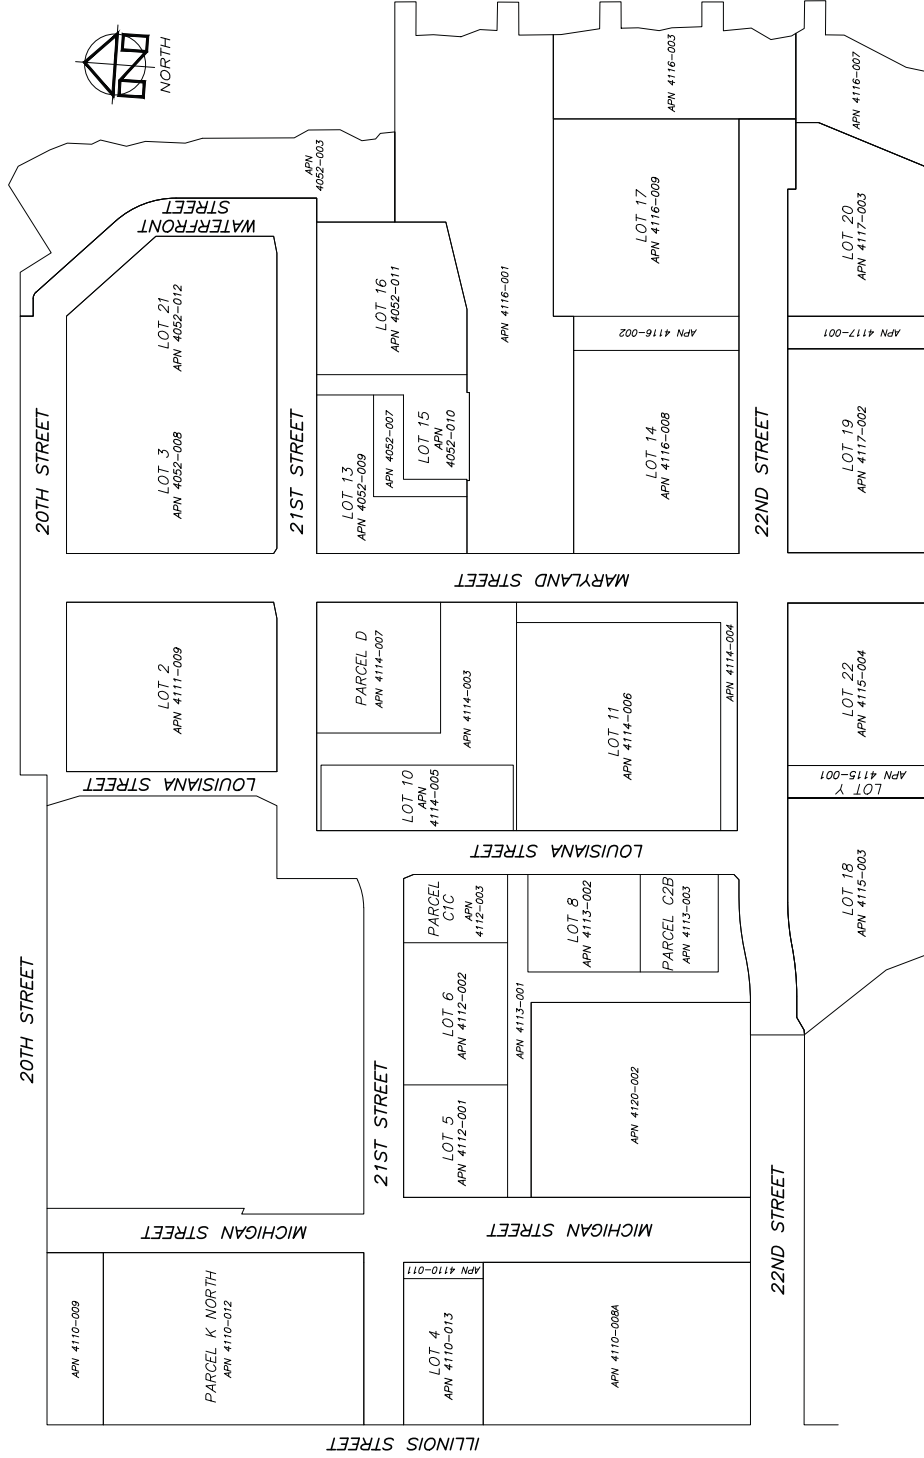 NORTH
20TH STREET
20TH STREET
21ST STREET
21ST STREET
22ND STREET
22ND STREET
ILLINOIS STREET
MICHIGAN STREET
MICHIGAN STREET
LOUISIANA STREET
LOUISIANA STREET
MARYLAND STREET
WATERFRONT
STREET
APN 4110-009
PARCEL K NORTH
APN 4110-012
LOT 4
APN 4110-013
APN 4110-011
APN 4110-008A
LOT 5
APN 4112-001
LOT 6
APN 4112-002
PARCEL
C1C
APN
4112-003
APN 4113-001
LOT 8
APN 4113-002
PARCEL C2B
APN 4113-003
APN 4120-002
LOT 2
APN 4111-009
PARCEL D
APN 4114-007
APN 4114-003
LOT 10
APN
4114-005
LOT 11
APN 4114-006
APN 4114-004
LOT 18
APN 4115-003
LOT Y
APN 4115-001
LOT 22
APN 4115-004
LOT 3
APN 4052-008
LOT 21
APN 4052-012
APN
4052-003
LOT 13
APN 4052-009
APN 4052-007
LOT 15
APN
4052-010
LOT 16
APN 4052-011
APN 4116-001
LOT 14
APN 4116-008
APN 4116-002
LOT 17
APN 4116-009
APN 4116-003
APN 4116-007
LOT 19
APN 4117-002
APN 4117-001
LOT 20
APN 4117-003